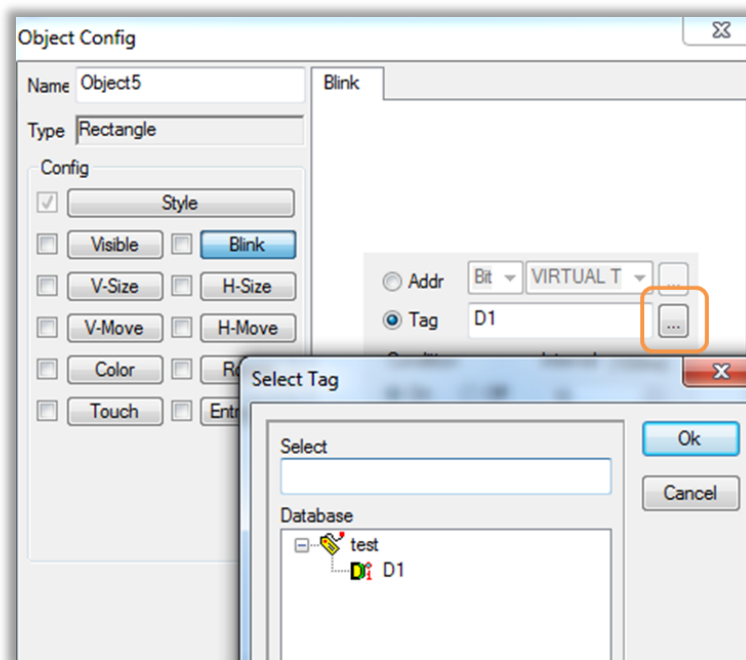 Object Config
Name Object5
Type Rectangle
Config
Style
Visible Blink
V-Size H-Size
V-Move H-Move
Color
Touch
Blink
Addr Bit VIRTUAL T ...
Tag D1 ...
Select Tag
Select
Database
test
D1
Ok
Cancel